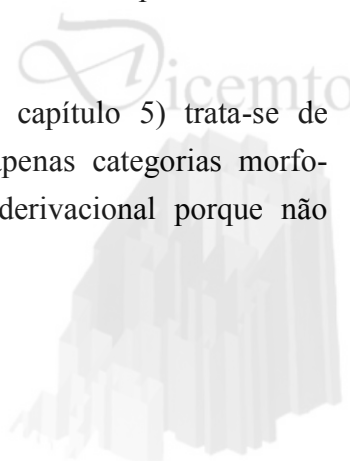 Dicemto
capítulo 5) trata-se de
apenas categorias morfo-
derivacional porque não